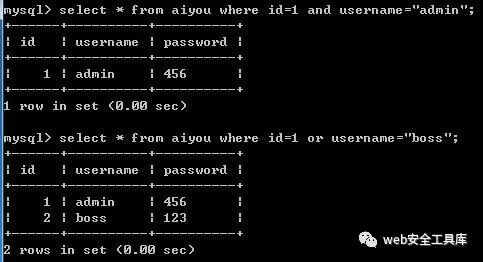 mysql> select * from aiyou where id=1 and username="admin";
+------+----------+----------+
| id   | username | password |
+------+----------+----------+
|    1 | admin    | 456      |
+------+----------+----------+
1 row in set (0.00 sec)
mysql> select * from aiyou where id=1 or username="boss";
+------+----------+----------+
| id   | username | password |
+------+----------+----------+
|    1 | admin    | 456      |
|    2 | boss     | 123      |
+------+----------+----------+
2 rows in set (0.00 sec)
web安全工具库